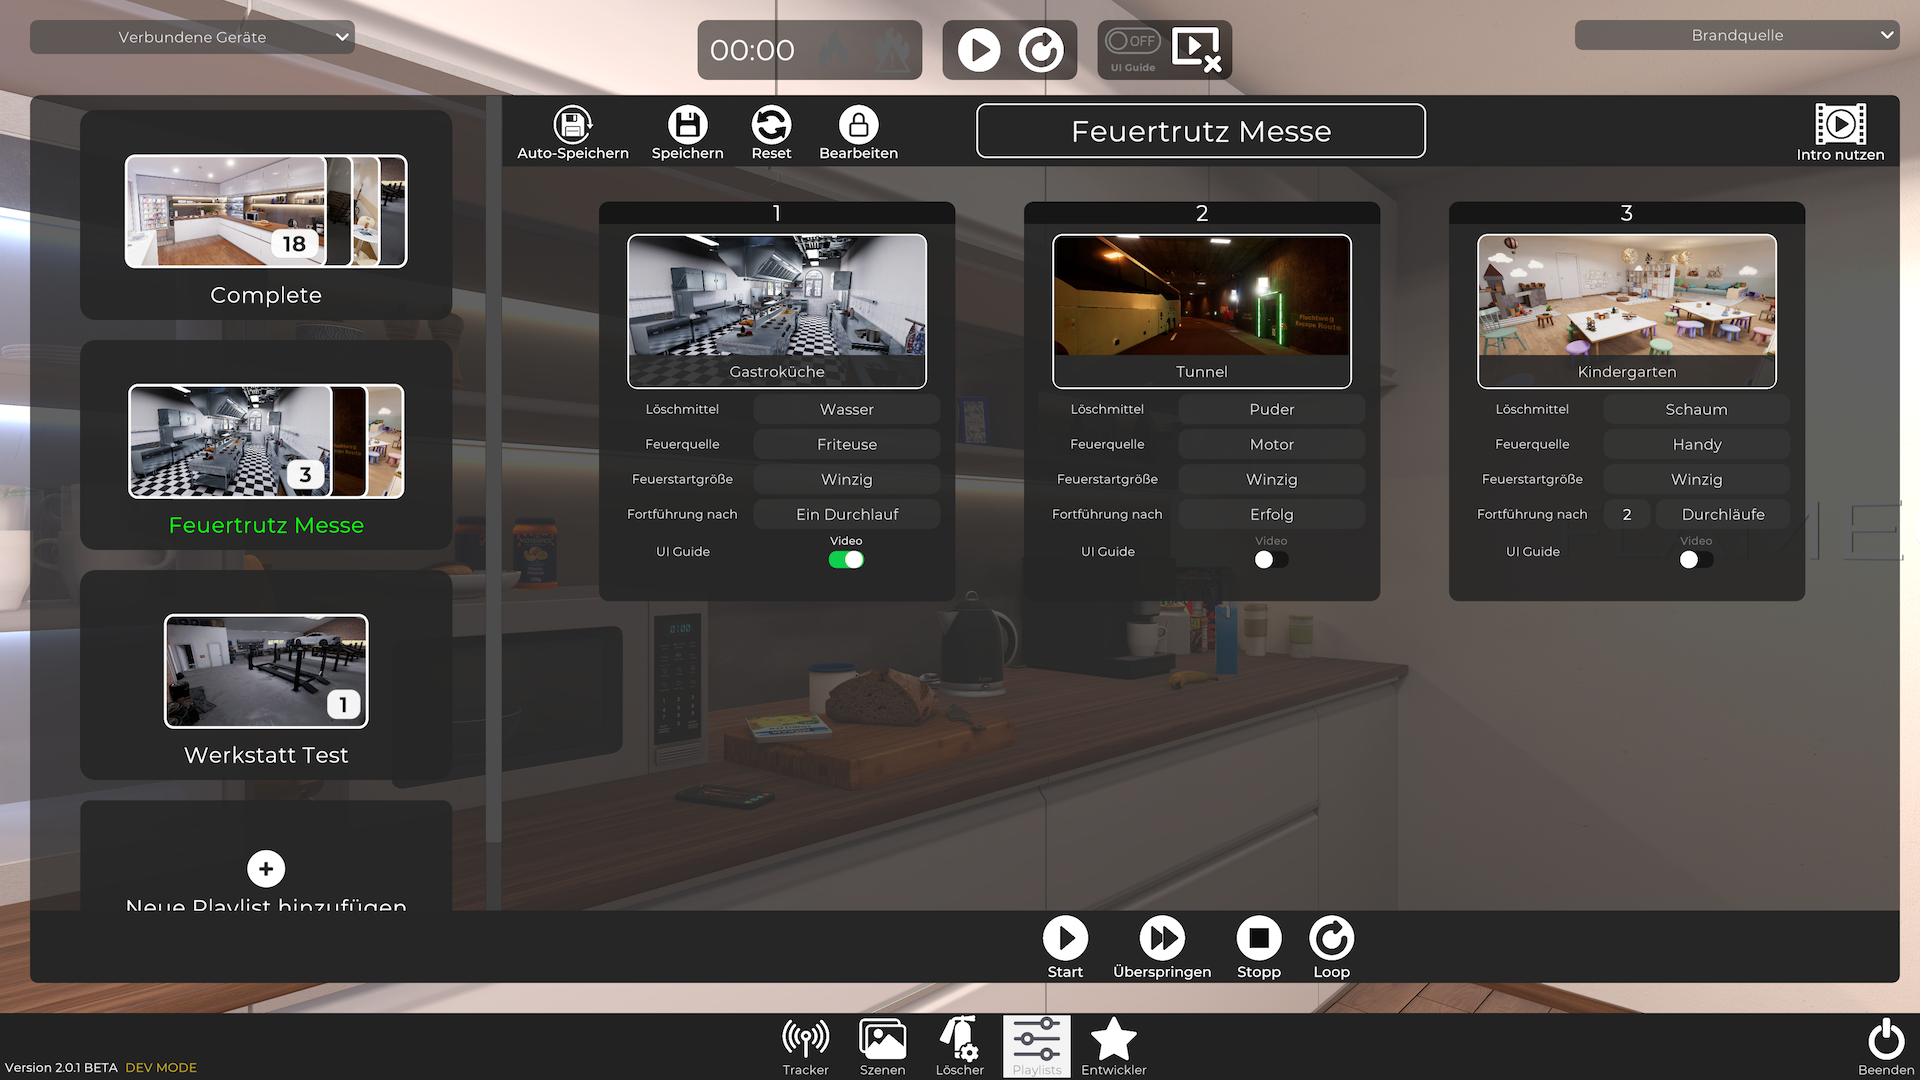 Verbundene Geräte
00:00
OFF
UI Guide
Brandquelle
Auto-Speichern
Speichern
Reset
Bearbeiten
Feuertrutz Messe
Intro nutzen
18
Complete
3
Feuertrutz Messe
1
Werkstatt Test
Neue Playlist hinzufügen
1
Gastroküche
Löschmittel Wasser
Feuerquelle Friteuse
Feuerstartgröße Winzig
Fortführung nach Ein Durchlauf
UI Guide Video
2
Fluchtweg
Escape Route
Tunnel
Löschmittel Puder
Feuerquelle Motor
Feuerstartgröße Winzig
Fortführung nach Erfolg
UI Guide Video
3
Kindergarten
Löschmittel Schaum
Feuerquelle Handy
Feuerstartgröße Winzig
Fortführung nach 2 Durchläufe
UI Guide Video
Start
Überspringen
Stopp
Loop
Version 2.0.1 BETA DEV MODE
Tracker
Szenen
Löscher
Playlists
Entwickler
Beenden